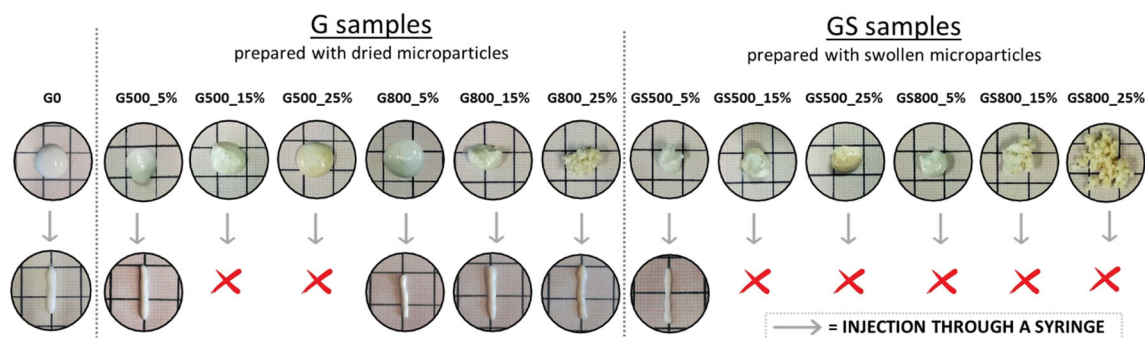 G samples
prepared with dried microparticles
GS samples
prepared with swollen microparticles
G0
G500_5%
G500_15%
G500_25%
G800_5%
G800_15%
G800_25%
GS500_5%
GS500_15%
GS500_25%
GS800_5%
GS800_15%
GS800_25%
= INJECTION THROUGH A SYRINGE